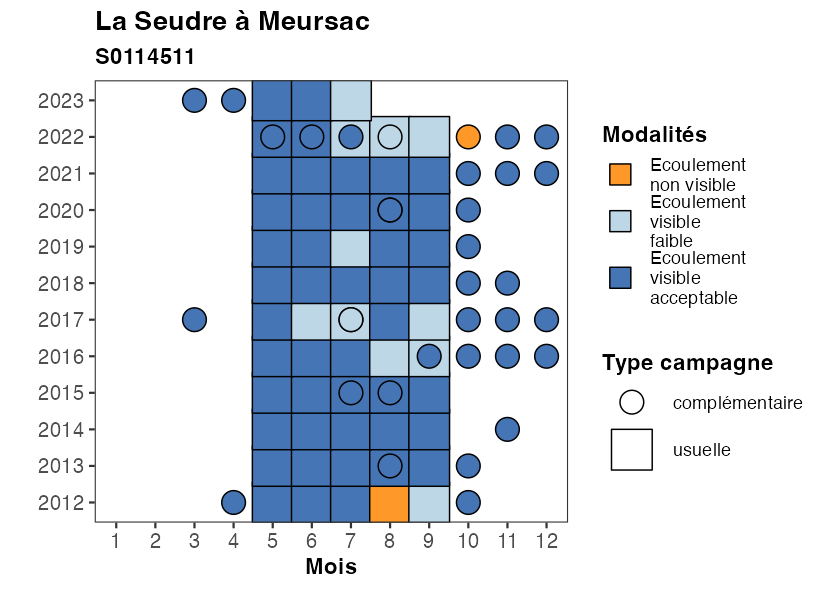 La Seudre à Meursac
S0114511
2023
2022
2021
2020
2019
2018
2017
2016
2015
2014
2013
2012
1 2 3 4 5 6 7 8 9 10 11 12
Mois
Modalités
Ecoulement
non visible
Ecoulement
visible
faible
Ecoulement
visible
acceptable
Type campagne
complémentaire
usuelle